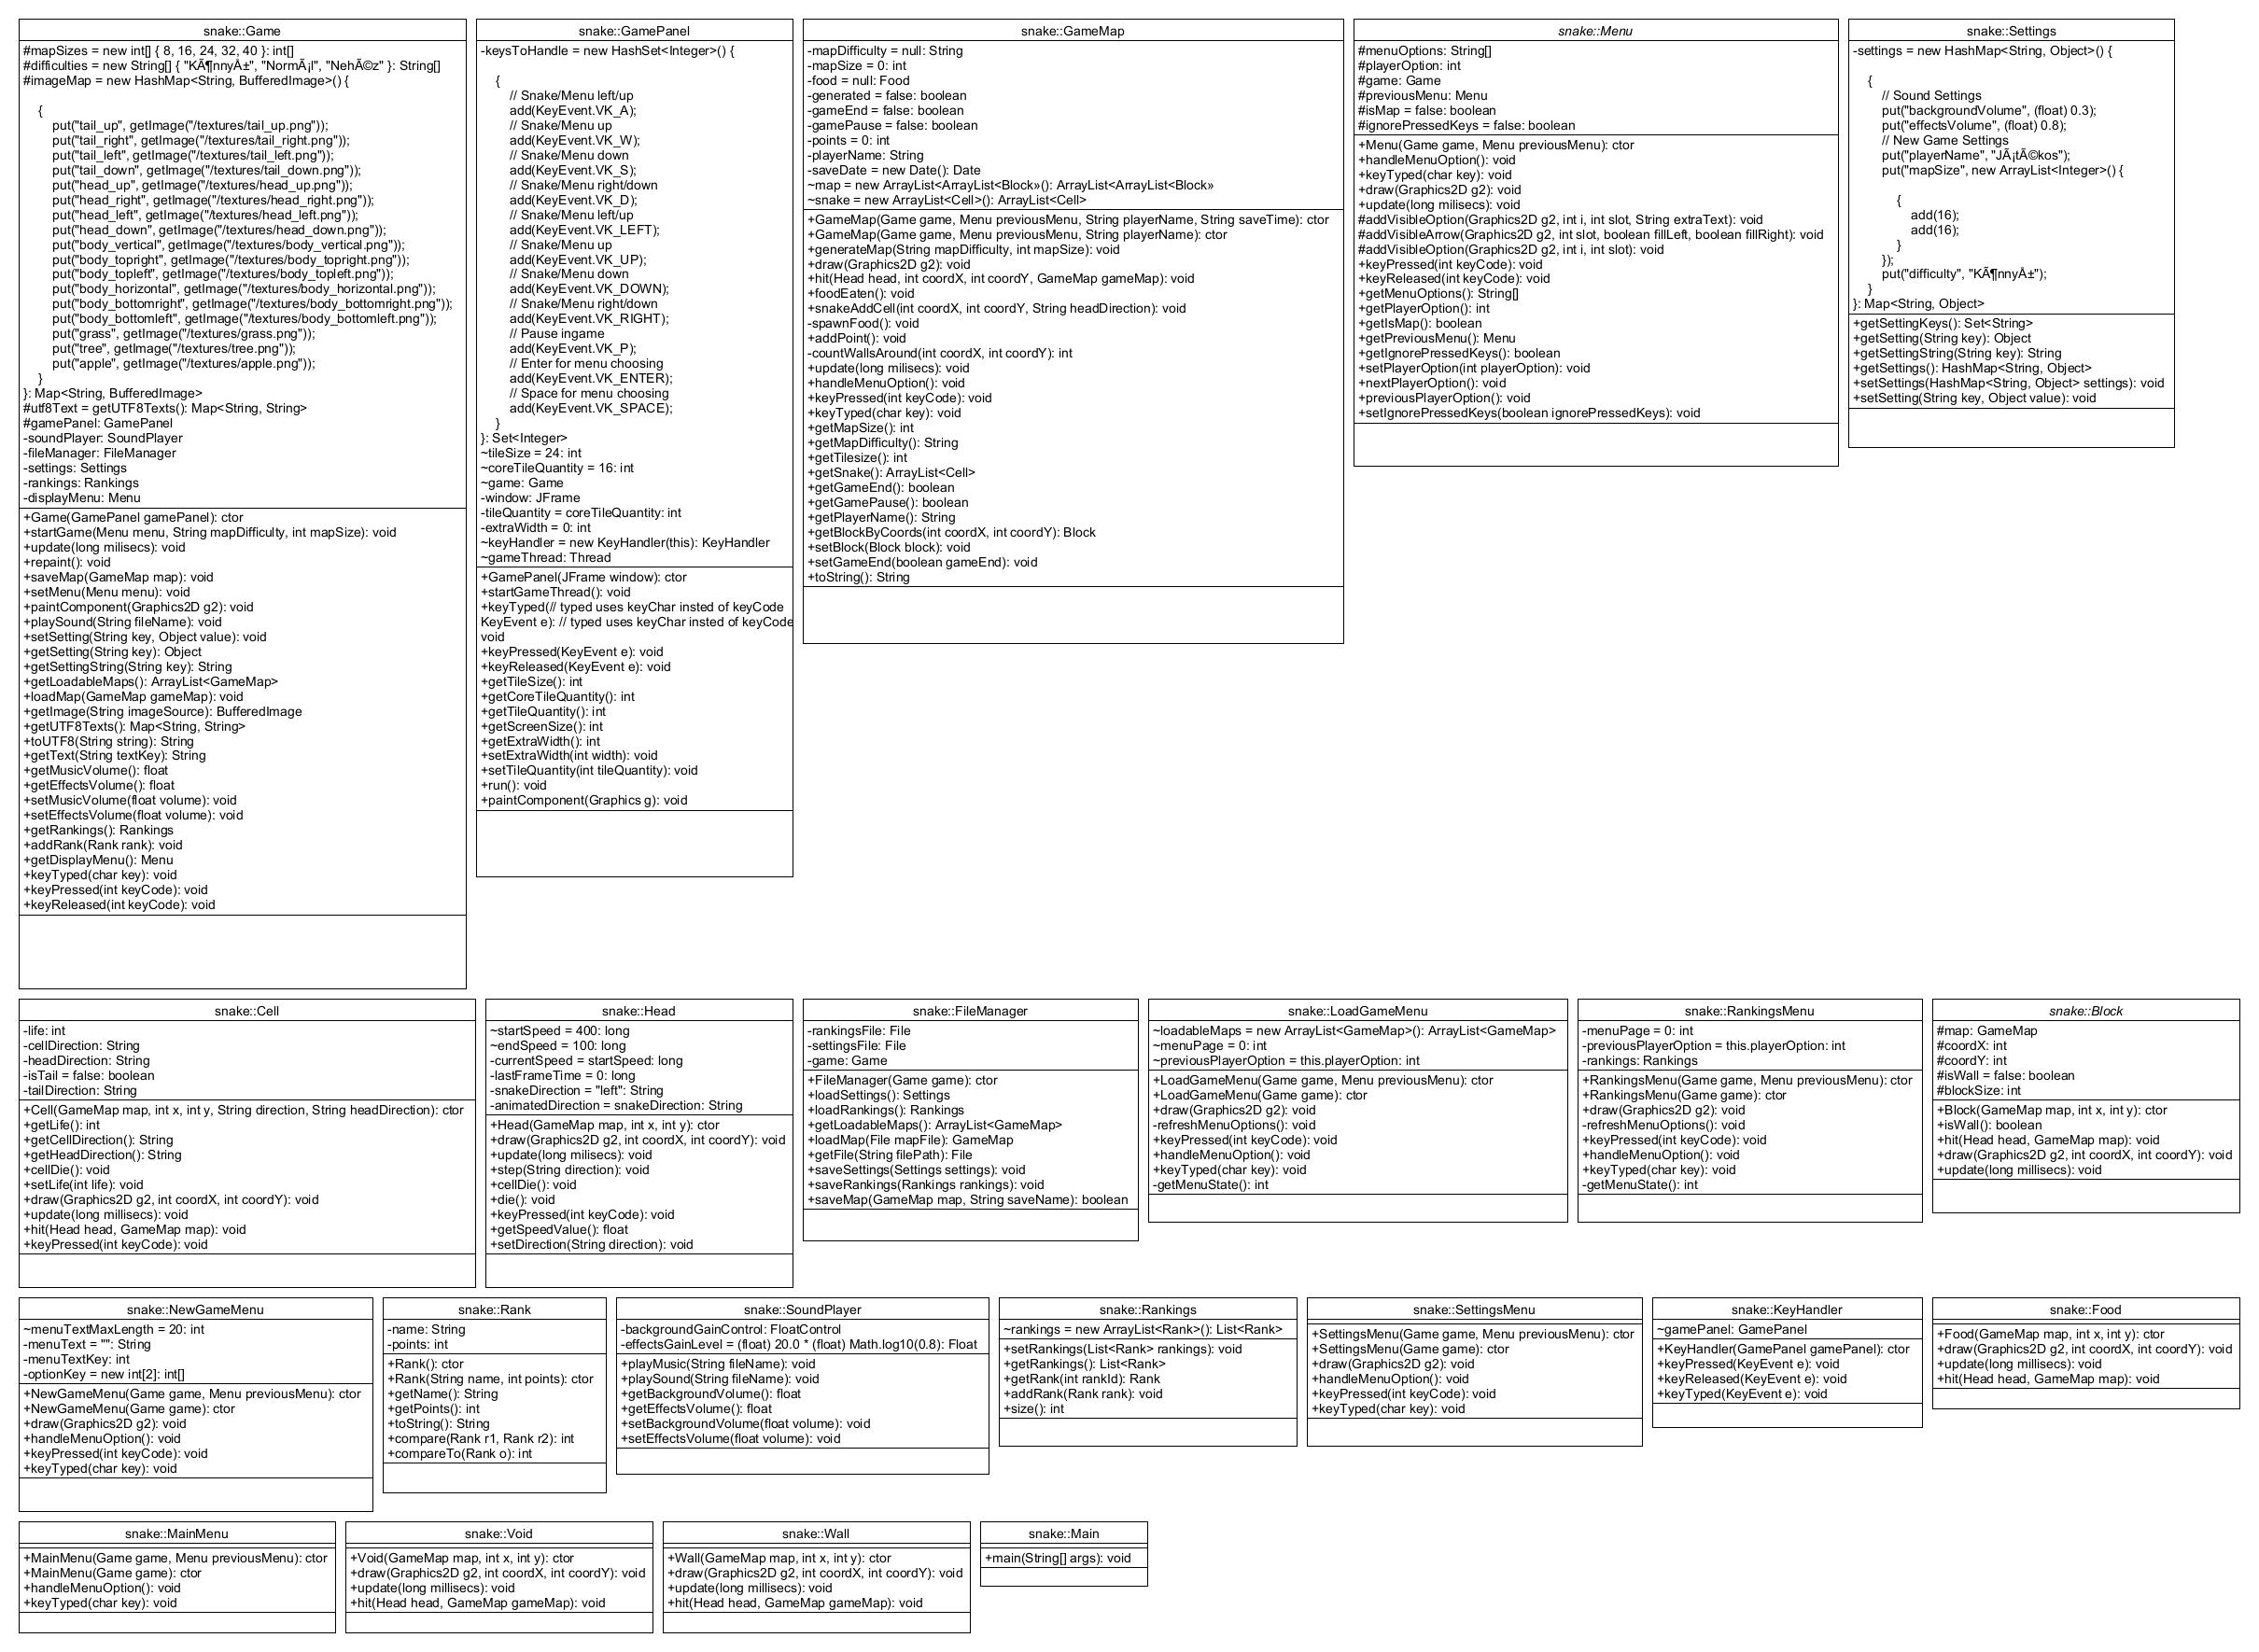 snake::Game
#mapSizes = new int[] { 8, 16, 24, 32, 40 }: int[]
#difficulties = new String[] { "KÃ¶nnyÅ±", "NormÃ¡l", "NehÃ©z" }: String[]
#imageMap = new HashMap<String, BufferedImage>() {
{
put("tail_up", getImage("/textures/tail_up.png"));
put("tail_right", getImage("/textures/tail_right.png"));
put("tail_left", getImage("/textures/tail_left.png"));
put("tail_down", getImage("/textures/tail_down.png"));
put("head_up", getImage("/textures/head_up.png"));
put("head_right", getImage("/textures/head_right.png"));
put("head_left", getImage("/textures/head_left.png"));
put("head_down", getImage("/textures/head_down.png"));
put("body_vertical", getImage("/textures/body_vertical.png"));
put("body_topright", getImage("/textures/body_topright.png"));
put("body_topleft", getImage("/textures/body_topleft.png"));
put("body_horizontal", getImage("/textures/body_horizontal.png"));
put("body_bottomright", getImage("/textures/body_bottomright.png"));
put("body_bottomleft", getImage("/textures/body_bottomleft.png"));
put("grass", getImage("/textures/grass.png"));
put("tree", getImage("/textures/tree.png"));
put("apple", getImage("/textures/apple.png"));
}
}: Map<String, BufferedImage>
#utf8Text = getUTF8Texts(): Map<String, String>
#gamePanel: GamePanel
-soundPlayer: SoundPlayer
-fileManager: FileManager
-settings: Settings
-rankings: Rankings
-displayMenu: Menu
+Game(GamePanel gamePanel): ctor
+startGame(Menu menu, String mapDifficulty, int mapSize): void
+update(long milisecs): void
+repaint(): void
+saveMap(GameMap map): void
+setMenu(Menu menu): void
+paintComponent(Graphics2D g2): void
+playSound(String fileName): void
+setSetting(String key, Object value): void
+getSetting(String key): Object
+getSettingString(String key): String
+getLoadableMaps(): ArrayList<GameMap>
+loadMap(GameMap gameMap): void
+getImage(String imageSource): BufferedImage
+getUTF8Texts(): Map<String, String>
+toUTF8(String string): String
+getText(String textKey): String
+getMusicVolume(): float
+getEffectsVolume(): float
+setMusicVolume(float volume): void
+setEffectsVolume(float volume): void
+getRankings(): Rankings
+addRank(Rank rank): void
+getDisplayMenu(): Menu
+keyTyped(char key): void
+keyPressed(int keyCode): void
+keyReleased(int keyCode): void
snake::GamePanel
-keysToHandle = new HashSet<Integer>() {
{
// Snake/Menu left/up
add(KeyEvent.VK_A);
// Snake/Menu up
add(KeyEvent.VK_W);
// Snake/Menu down
add(KeyEvent.VK_S);
// Snake/Menu right/down
add(KeyEvent.VK_D);
// Snake/Menu left/up
add(KeyEvent.VK_LEFT);
// Snake/Menu up
add(KeyEvent.VK_UP);
// Snake/Menu down
add(KeyEvent.VK_DOWN);
// Snake/Menu right/down
add(KeyEvent.VK_RIGHT);
// Pause ingame
add(KeyEvent.VK_P);
// Enter for menu choosing
add(KeyEvent.VK_ENTER);
// Space for menu choosing
add(KeyEvent.VK_SPACE);
}
}: Set<Integer>
~tileSize = 24: int
~coreTileQuantity = 16: int
~game: Game
-window: JFrame
-tileQuantity = coreTileQuantity: int
-extraWidth = 0: int
~keyHandler = new KeyHandler(this): KeyHandler
~gameThread: Thread
+GamePanel(JFrame window): ctor
+startGameThread(): void
+keyTyped(// typed uses keyChar insted of keyCode
KeyEvent e): // typed uses keyChar insted of keyCode
void
+keyPressed(KeyEvent e): void
+keyReleased(KeyEvent e): void
+getTileSize(): int
+getCoreTileQuantity(): int
+getTileQuantity(): int
+getScreenSize(): int
+getExtraWidth(): int
+setExtraWidth(int width): void
+setTileQuantity(int tileQuantity): void
+run(): void
+paintComponent(Graphics g): void
snake::GameMap
-mapDifficulty = null: String
-mapSize = 0: int
-food = null: Food
-generated = false: boolean
-gameEnd = false: boolean
-gamePause = false: boolean
-points = 0: int
-playerName: String
-saveDate = new Date(): Date
~map = new ArrayList<ArrayList<Block»(): ArrayList<ArrayList<Block»
~snake = new ArrayList<Cell>(): ArrayList<Cell>
+GameMap(Game game, Menu previousMenu, String playerName, String saveTime): ctor
+GameMap(Game game, Menu previousMenu, String playerName): ctor
+generateMap(String mapDifficulty, int mapSize): void
+draw(Graphics2D g2): void
+hit(Head head, int coordX, int coordY, GameMap gameMap): void
+foodEaten(): void
+snakeAddCell(int coordX, int coordY, String headDirection): void
-spawnFood(): void
+addPoint(): void
-countWallsAround(int coordX, int coordY): int
+update(long milisecs): void
+handleMenuOption(): void
+keyPressed(int keyCode): void
+keyTyped(char key): void
+getMapSize(): int
+getMapDifficulty(): String
+getTilesize(): int
+getSnake(): ArrayList<Cell>
+getGameEnd(): boolean
+getGamePause(): boolean
+getPlayerName(): String
+getBlockByCoords(int coordX, int coordY): Block
+setBlock(Block block): void
+setGameEnd(boolean gameEnd): void
+toString(): String
snake::Menu
#menuOptions: String[]
#playerOption: int
#game: Game
#previousMenu: Menu
#isMap = false: boolean
#ignorePressedKeys = false: boolean
+Menu(Game game, Menu previousMenu): ctor
+handleMenuOption(): void
+keyTyped(char key): void
+draw(Graphics2D g2): void
+update(long milisecs): void
#addVisibleOption(Graphics2D g2, int i, int slot, String extraText): void
#addVisibleArrow(Graphics2D g2, int slot, boolean fillLeft, boolean fillRight): void
#addVisibleOption(Graphics2D g2, int i, int slot): void
+keyPressed(int keyCode): void
+keyReleased(int keyCode): void
+getMenuOptions(): String[]
+getPlayerOption(): int
+getIsMap(): boolean
+getPreviousMenu(): Menu
+getIgnorePressedKeys(): boolean
+setPlayerOption(int playerOption): void
+nextPlayerOption(): void
+previousPlayerOption(): void
+setIgnorePressedKeys(boolean ignorePressedKeys): void
snake::Settings
-settings = new HashMap<String, Object>() {
{
// Sound Settings
put("backgroundVolume", (float) 0.3);
put("effectsVolume", (float) 0.8);
// New Game Settings
put("playerName", "JÃ¡tÃ©kos");
put("mapSize", new ArrayList<Integer>() {
{
add(16);
add(16);
}
});
put("difficulty", "KÃ¶nnyÅ±");
}
}: Map<String, Object>
+getSettingKeys(): Set<String>
+getSetting(String key): Object
+getSettingString(String key): String
+getSettings(): HashMap<String, Object>
+setSettings(HashMap<String, Object> settings): void
+setSetting(String key, Object value): void
snake::Cell
-life: int
-cellDirection: String
-headDirection: String
-isTail = false: boolean
-tailDirection: String
+Cell(GameMap map, int x, int y, String direction, String headDirection): ctor
+getLife(): int
+getCellDirection(): String
+getHeadDirection(): String
+cellDie(): void
+setLife(int life): void
+draw(Graphics2D g2, int coordX, int coordY): void
+update(long millisecs): void
+hit(Head head, GameMap map): void
+keyPressed(int keyCode): void
snake::Head
~startSpeed = 400: long
~endSpeed = 100: long
-currentSpeed = startSpeed: long
-lastFrameTime = 0: long
-snakeDirection = "left": String
-animatedDirection = snakeDirection: String
+Head(GameMap map, int x, int y): ctor
+draw(Graphics2D g2, int coordX, int coordY): void
+update(long milisecs): void
+step(String direction): void
+cellDie(): void
+die(): void
+keyPressed(int keyCode): void
+getSpeedValue(): float
+setDirection(String direction): void
snake::FileManager
-rankingsFile: File
-settingsFile: File
-game: Game
+FileManager(Game game): ctor
+loadSettings(): Settings
+loadRankings(): Rankings
+getLoadableMaps(): ArrayList<GameMap>
+loadMap(File mapFile): GameMap
+getFile(String filePath): File
+saveSettings(Settings settings): void
+saveRankings(Rankings rankings): void
+saveMap(GameMap map, String saveName): boolean
snake::LoadGameMenu
~loadableMaps = new ArrayList<GameMap>(): ArrayList<GameMap>
~menuPage = 0: int
~previousPlayerOption = this.playerOption: int
+LoadGameMenu(Game game, Menu previousMenu): ctor
+LoadGameMenu(Game game): ctor
+draw(Graphics2D g2): void
-refreshMenuOptions(): void
+keyPressed(int keyCode): void
+handleMenuOption(): void
+keyTyped(char key): void
-getMenuState(): int
snake::RankingsMenu
-menuPage = 0: int
-previousPlayerOption = this.playerOption: int
-rankings: Rankings
+RankingsMenu(Game game, Menu previousMenu): ctor
+RankingsMenu(Game game): ctor
+draw(Graphics2D g2): void
-refreshMenuOptions(): void
+keyPressed(int keyCode): void
+handleMenuOption(): void
+keyTyped(char key): void
-getMenuState(): int
snake::Block
#map: GameMap
#coordX: int
#coordY: int
#isWall = false: boolean
#blockSize: int
+Block(GameMap map, int x, int y): ctor
+isWall(): boolean
+hit(Head head, GameMap map): void
+draw(Graphics2D g2, int coordX, int coordY): void
+update(long millisecs): void
snake::NewGameMenu
~menuTextMaxLength = 20: int
-menuText = "": String
-menuTextKey: int
-optionKey = new int[2]: int[]
+NewGameMenu(Game game, Menu previousMenu): ctor
+NewGameMenu(Game game): ctor
+draw(Graphics2D g2): void
+handleMenuOption(): void
+keyPressed(int keyCode): void
+keyTyped(char key): void
snake::Rank
-name: String
-points: int
+Rank(): ctor
+Rank(String name, int points): ctor
+getName(): String
+getPoints(): int
+toString(): String
+compare(Rank r1, Rank r2): int
+compareTo(Rank o): int
snake::SoundPlayer
-backgroundGainControl: FloatControl
-effectsGainLevel = (float) 20.0 * (float) Math.log10(0.8): Float
+playMusic(String fileName): void
+playSound(String fileName): void
+getBackgroundVolume(): float
+getEffectsVolume(): float
+setBackgroundVolume(float volume): void
+setEffectsVolume(float volume): void
snake::Rankings
~rankings = new ArrayList<Rank>(): List<Rank>
+setRankings(List<Rank> rankings): void
+getRankings(): List<Rank>
+getRank(int rankId): Rank
+addRank(Rank rank): void
+size(): int
snake::SettingsMenu
+SettingsMenu(Game game, Menu previousMenu): ctor
+SettingsMenu(Game game): ctor
+draw(Graphics2D g2): void
+handleMenuOption(): void
+keyPressed(int keyCode): void
+keyTyped(char key): void
snake::KeyHandler
~gamePanel: GamePanel
+KeyHandler(GamePanel gamePanel): ctor
+keyPressed(KeyEvent e): void
+keyReleased(KeyEvent e): void
+keyTyped(KeyEvent e): void
snake::Food
+Food(GameMap map, int x, int y): ctor
+draw(Graphics2D g2, int coordX, int coordY): void
+update(long millisecs): void
+hit(Head head, GameMap map): void
snake::MainMenu
+MainMenu(Game game, Menu previousMenu): ctor
+MainMenu(Game game): ctor
+handleMenuOption(): void
+keyTyped(char key): void
snake::Void
+Void(GameMap map, int x, int y): ctor
+draw(Graphics2D g2, int coordX, int coordY): void
+update(long millisecs): void
+hit(Head head, GameMap gameMap): void
snake::Wall
+Wall(GameMap map, int x, int y): ctor
+draw(Graphics2D g2, int coordX, int coordY): void
+update(long millisecs): void
+hit(Head head, GameMap gameMap): void
snake::Main
+main(String[] args): void